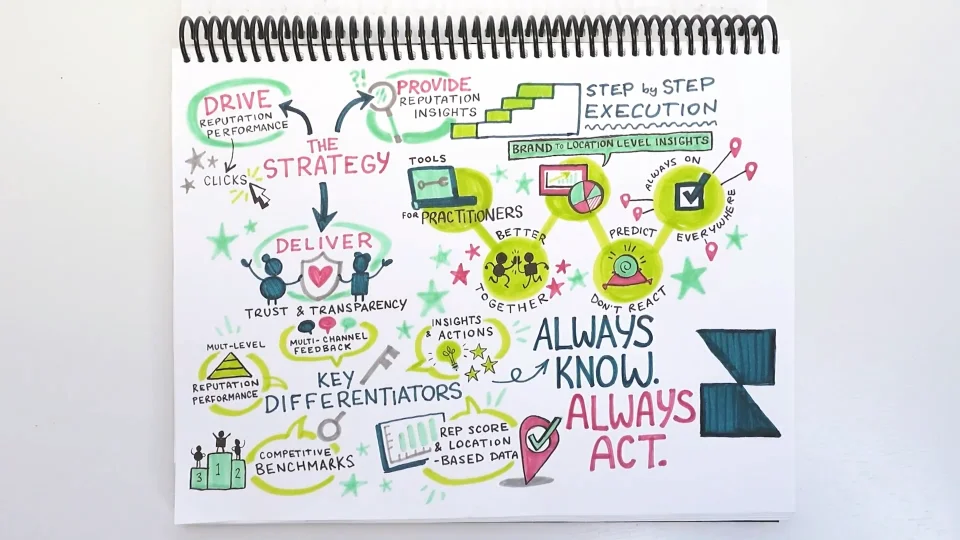 DRIVE
REPUTATION
PERFORMANCE
CLICKS
THE
STRATEGY
?!
PROVIDE
REPUTATION
INSIGHTS
DELIVER
TRUST & TRANSPARENCY
STEP by STEP
EXECUTION
BRAND TO LOCATION LEVEL INSIGHTS
TOOLS
FOR PRACTITIONERS
BETTER
TOGETHER
PREDICT
DON'T REACT
ALWAYS ON
EVERYWHERE
MULTI-CHANNEL
FEEDBACK
INSIGHTS
& ACTIONS
MULT-LEVEL
REPUTATION
PERFORMANCE
KEY
DIFFERENTIATORS
3 1 2
COMPETITIVE
BENCHMARKS
REP SCORE
& LOCATION
-BASED DATA
ALWAYS
KNOW.
ALWAYS
ACT.